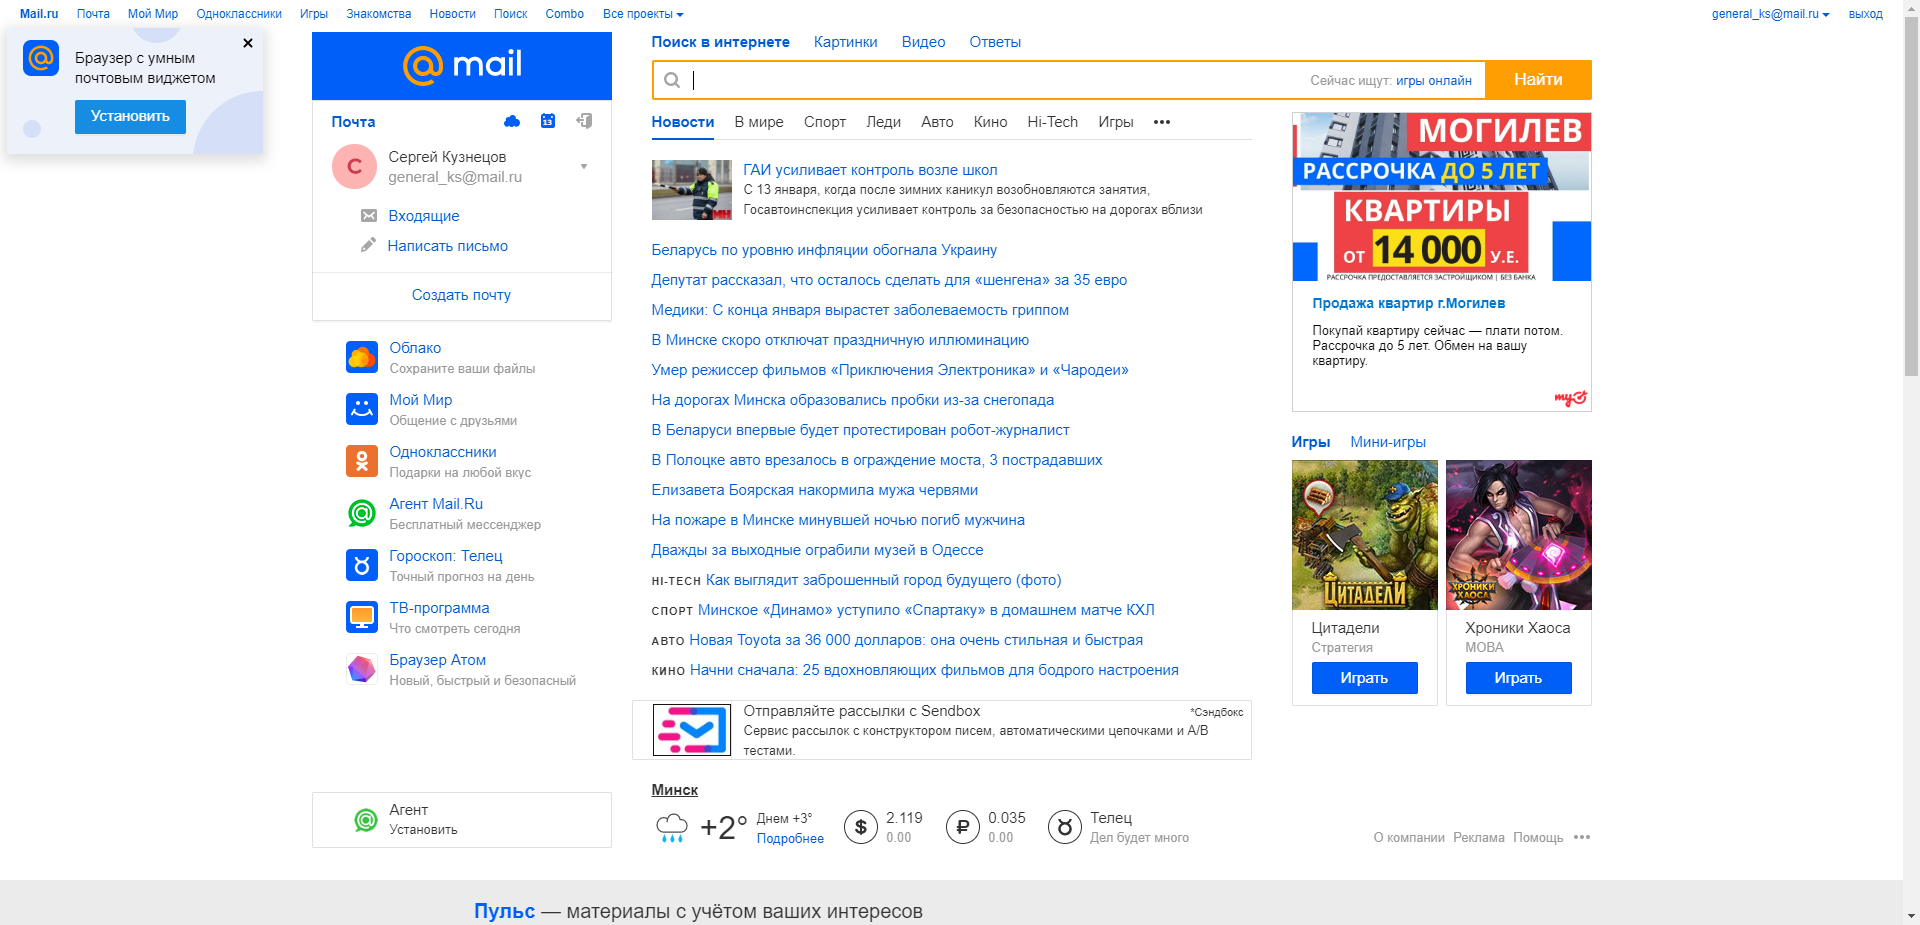 Mail.ru Почта Мой Мир Одноклассники Игры Знакомства Новости Поиск Combo Все проекты
general_ks@mail.ru выход
Браузер с умным
почтовым виджетом
Установить
@mail
Почта
13
С
Сергей Кузнецов
general_ks@mail.ru
Входящие
Написать письмо
Создать почту
Облако
Сохраните ваши файлы
Мой Мир
Общение с друзьями
Одноклассники
Подарки на любой вкус
Агент Mail.Ru
Бесплатный мессенджер
Гороскоп: Телец
Точный прогноз на день
ТВ-программа
Что смотреть сегодня
Браузер Атом
Новый, быстрый и безопасный
Агент
Установить
Поиск в интернете Картинки Видео Ответы
Сейчас ищут: игры онлайн
Найти
Новости В мире Спорт Леди Авто Кино Hi-Tech Игры •••
ГАИ усиливает контроль возле школ
С 13 января, когда после зимних каникул возобновляются занятия,
Госавтоинспекция усиливает контроль за безопасностью на дорогах вблизи
МН
Беларусь по уровню инфляции обогнала Украину
Депутат рассказал, что осталось сделать для «шенгена» за 35 евро
Медики: С конца января вырастет заболеваемость гриппом
В Минске скоро отключат праздничную иллюминацию
Умер режиссер фильмов «Приключения Электроника» и «Чародеи»
На дорогах Минска образовались пробки из-за снегопада
В Беларуси впервые будет протестирован робот-журналист
В Полоцке авто врезалось в ограждение моста, 3 пострадавших
Елизавета Боярская накормила мужа червями
На пожаре в Минске минувшей ночью погиб мужчина
Дважды за выходные ограбили музей в Одессе
HI-TECH Как выглядит заброшенный город будущего (фото)
СПОРТ Минское «Динамо» уступило «Спартаку» в домашнем матче КХЛ
АВТО Новая Toyota за 36 000 долларов: она очень стильная и быстрая
КИНО Начни сначала: 25 вдохновляющих фильмов для бодрого настроения
Отправляйте рассылки с Sendbox
*Сэндбокс
Сервис рассылок с конструктором писем, автоматическими цепочками и A/B
тестами.
Минск
+2°
Днем +3°
Подробнее
$
2.119
0.00
₽
0.035
0.00
Телец
Дел будет много
МОГИЛЕВ
РАССРОЧКА ДО 5 ЛЕТ
КВАРТИРЫ
ОТ 14 000 У.Е.
РАССРОЧКА ПРЕДОСТАВЛЯЕТСЯ ЗАСТРОЙЩИКОМ | БЕЗ БАНКА
Продажа квартир г.Могилев
Покупай квартиру сейчас — плати потом.
Рассрочка до 5 лет. Обмен на вашу
квартиру.
my
Игры Мини-игры
ЦИТАДЕЛИ
ХРОНИКИ
ХАОСА
Цитадели
Стратегия
Играть
Хроники Хаоса
МОВА
Играть
О компании Реклама Помощь •••
Пульс — материалы с учётом ваших интересов